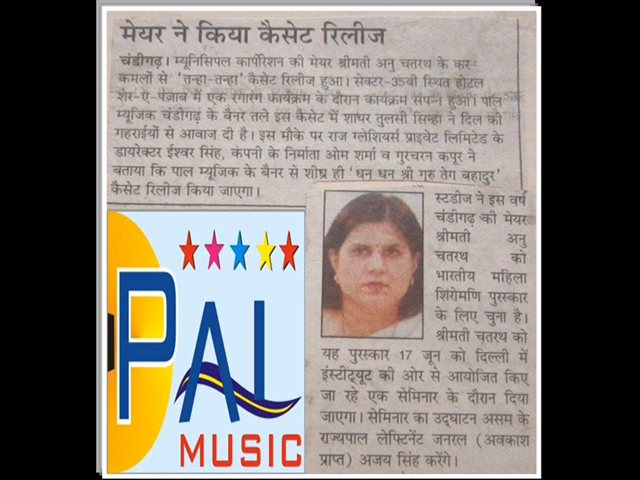 मेयर ने किया कैसेट रिलीज
चंडीगढ़। म्यूनिसिपल कार्पोरेशन की मेयर श्रीमती अनु चतरथ के कर-
कमलों से 'तन्हा-तन्हा' कैसेट रिलीज हुआ। सेक्टर-35बी स्थित होटल
शेर-ए-पंजाब में एक रंगारंग कार्यक्रम के दौरान कार्यक्रम संपन्न हुआ। पाल
म्यूजिक चंडीगढ़ के बैनर तले इस कैसेट में शायर तुलसी सिन्हा ने दिल की
गहराईयों से आवाज दी है। इस मौके पर राज ग्लेशियर्स प्राइवेट लिमिटेड के
डायरेक्टर ईश्वर सिंह, कंपनी के निर्माता ओम शर्मा व गुरचरन कपूर ने
बताया कि पाल म्यूजिक के बैनर से शीघ्र ही 'धन धन श्री गुरु तेग बहादुर'
कैसेट रिलीज किया जाएगा।
स्टडीज ने इस वर्ष
चंडीगढ़ की मेयर
श्रीमती अनु
चतरथ को
भारतीय महिला
शिरोमणि पुरस्कार
के लिए चुना है।
श्रीमती चतरथ को
यह पुरस्कार 17 जून को दिल्ली में
इंस्टीट्यूट की ओर से आयोजित किए
जा रहे एक सेमिनार के दौरान दिया
जाएगा। सेमिनार का उद्घाटन असम के
राज्यपाल लेफ्टिनेंट जनरल (अवकाश
प्राप्त) अजय सिंह करेंगे।
PAL
MUSIC